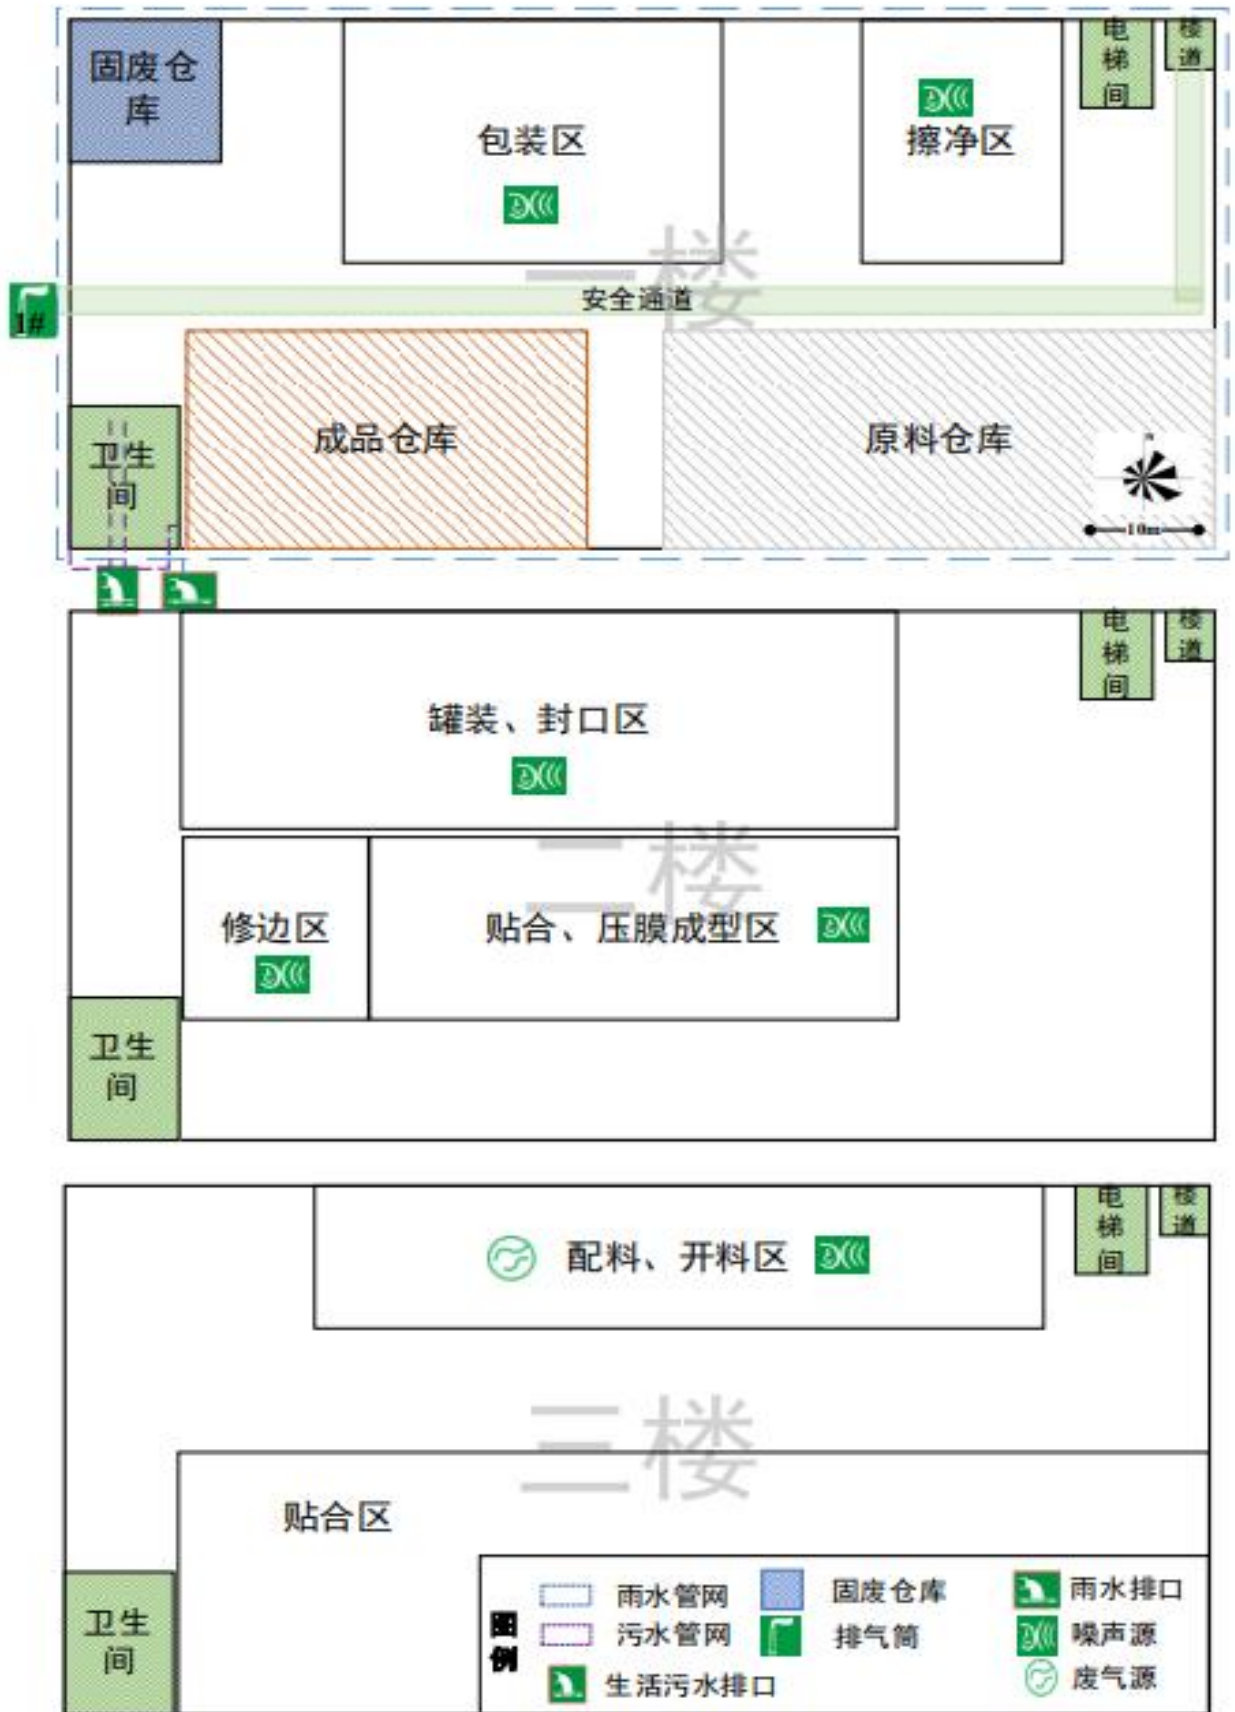 固废仓
库
包装区
擦净区
电
梯
间
楼
道
一楼
安全通道
1#
成品仓库
原料仓库
卫生
间
N
10m
罐装、封口区
电
梯
间
楼
道
二楼
修边区
贴合、压膜成型区
卫生
间
配料、开料区
电
梯
间
楼
道
三楼
贴合区
卫生
间
图
例
雨水管网
固废仓库
雨水排口
污水管网
排气筒
噪声源
生活污水排口
废气源